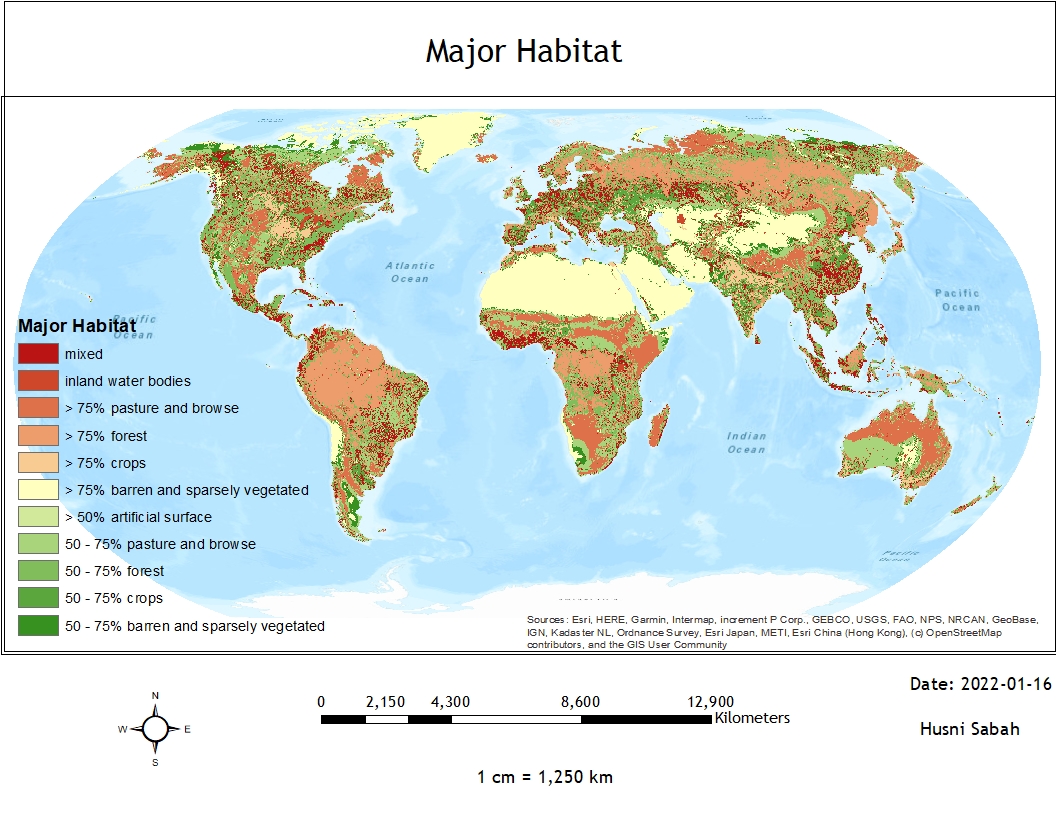 Major Habitat
Atlantic
Ocean
Pacific
Ocean
Pacific
Ocean
Indian
Ocean
Pacific
Ocean
Major Habitat
mixed
inland water bodies
> 75% pasture and browse
> 75% forest
> 75% crops
> 75% barren and sparsely vegetated
> 50% artificial surface
50 - 75% pasture and browse
50 - 75% forest
50 - 75% crops
50 - 75% barren and sparsely vegetated
Sources: Esri, HERE, Garmin, Intermap, increment P Corp., GEBCO, USGS, FAO, NPS, NRCAN, GeoBase,
IGN, Kadaster NL, Ordnance Survey, Esri Japan, METI, Esri China (Hong Kong), (c) OpenStreetMap
contributors, and the GIS User Community
Date: 2022-01-16
Husni Sabah
N
W E
S
0 2,150 4,300 8,600 12,900
Kilometers
1 cm = 1,250 km